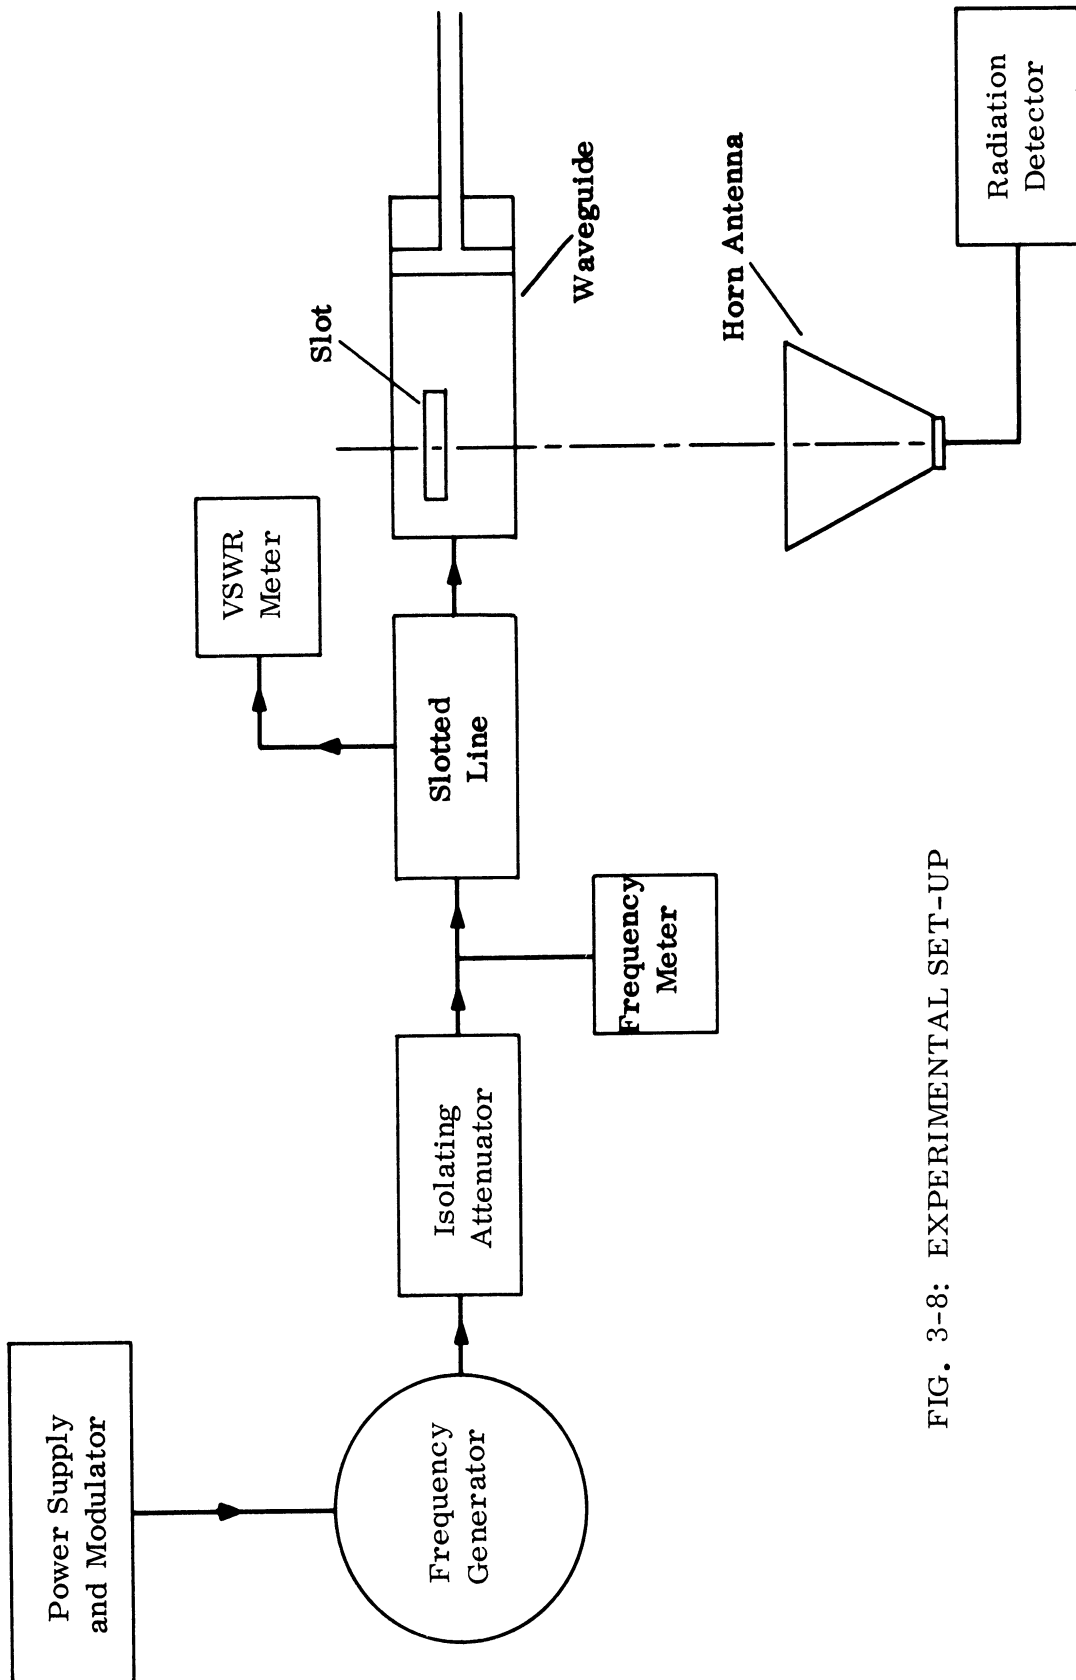 Power Supply
and Modulator
Frequency
Generator
Isolating
Attenuator
Frequency
Meter
Slotted
Line
VSWR
Meter
Slot
Waveguide
Horn Antenna
Radiation
Detector
FIG. 3-8: EXPERIMENTAL SET-UP